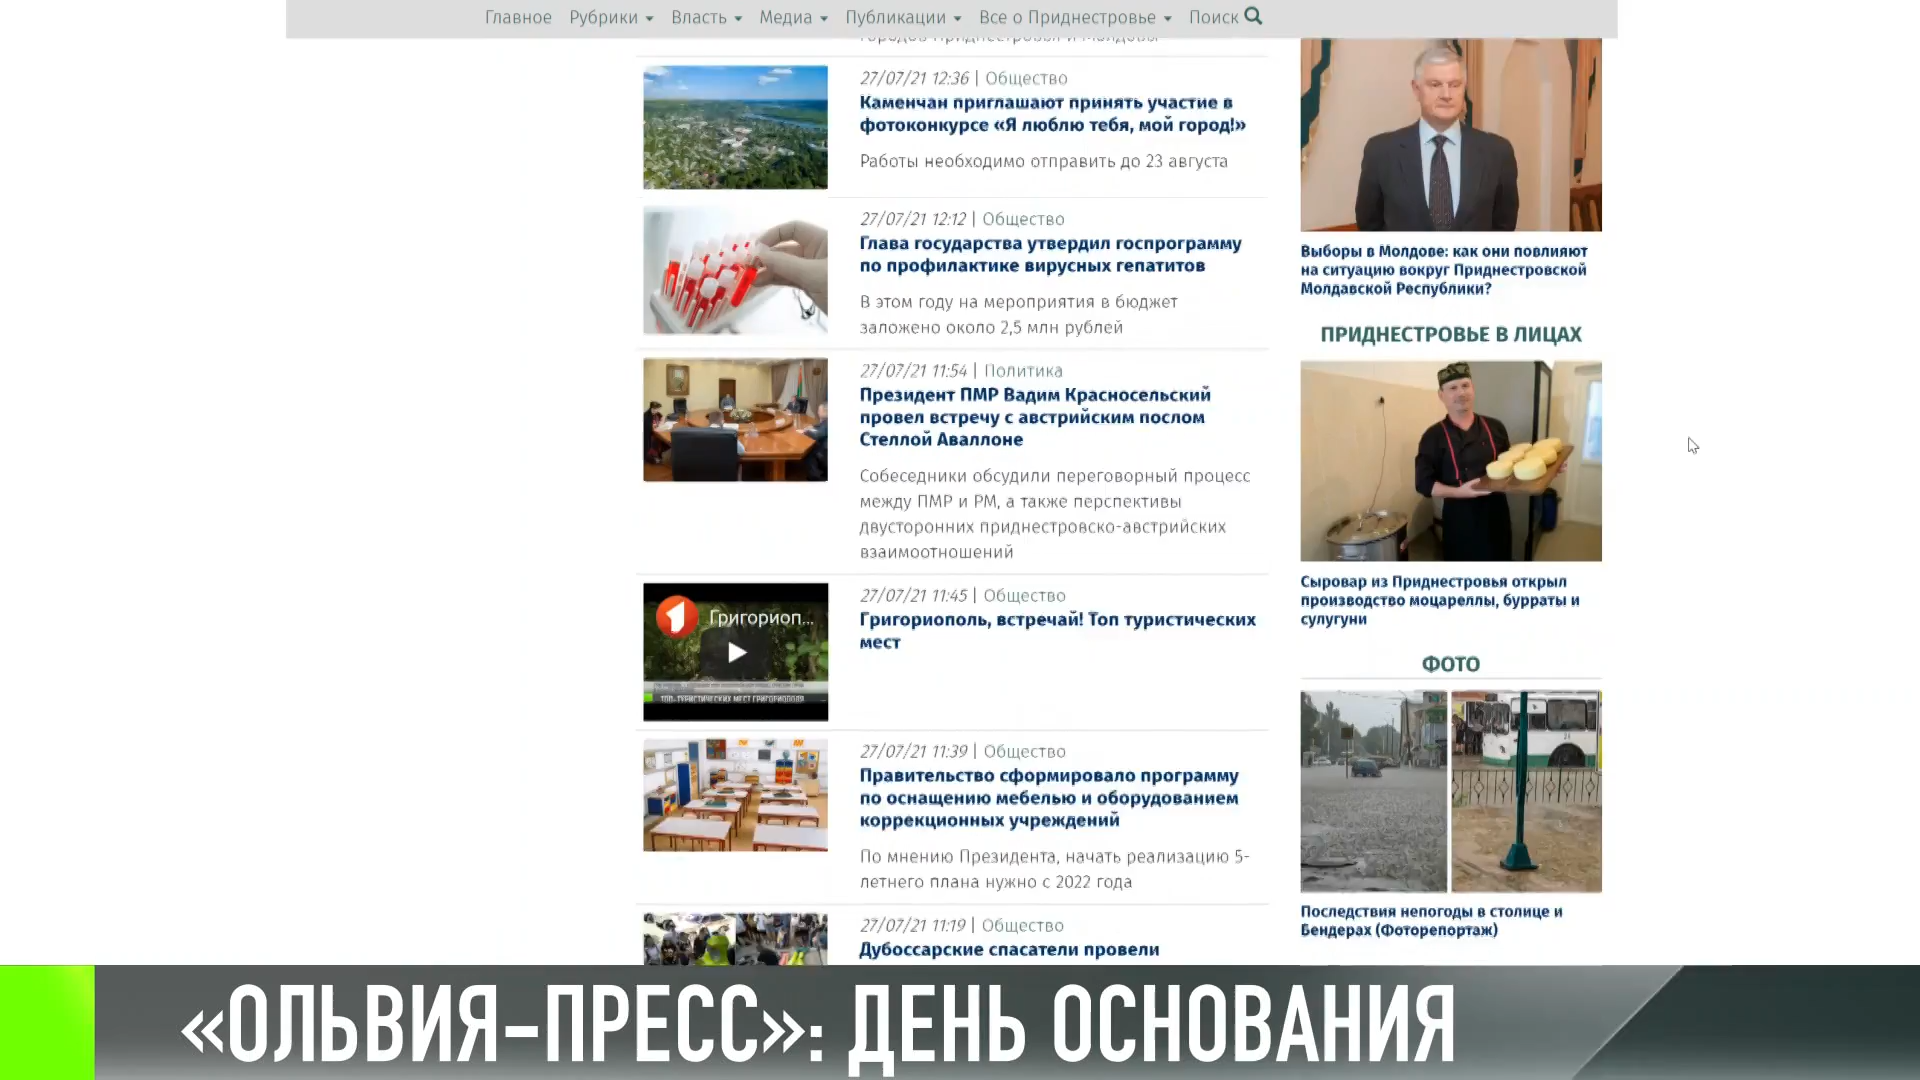 Главное Рубрики Власть Медиа Публикации Все о Приднестровье Поиск
городов Приднестровья и Молдовы
27/07/21 12:36 | Общество
Каменчан приглашают принять участие в
фотоконкурсе «Я люблю тебя, мой город!»
Работы необходимо отправить до 23 августа
27/07/21 12:12 | Общество
Глава государства утвердил госпрограмму
по профилактике вирусных гепатитов
В этом году на мероприятия в бюджет
заложено около 2,5 млн рублей
27/07/21 11:54 | Политика
Президент ПМР Вадим Красносельский
провел встречу с австрийским послом
Стеллой Аваллоне
Собеседники обсудили переговорный процесс
между ПМР и РМ, а также перспективы
двусторонних приднестровско-австрийских
взаимоотношений
Григориоп...
ТОП-ТУРИСТИЧЕСКИХ МЕСТ ГРИГОРИОПОЛЯ
27/07/21 11:45 | Общество
Григориополь, встречай! Топ туристических
мест
27/07/21 11:39 | Общество
Правительство сформировало программу
по оснащению мебелью и оборудованием
коррекционных учреждений
По мнению Президента, начать реализацию 5-
летнего плана нужно с 2022 года
27/07/21 11:19 | Общество
Дубоссарские спасатели провели
Выборы в Молдове: как они повлияют
на ситуацию вокруг Приднестровской
Молдавской Республики?
ПРИДНЕСТРОВЬЕ В ЛИЦАХ
Сыровар из Приднестровья открыл
производство моцареллы, бурраты и
сулугуни
ФОТО
Последствия непогоды в столице и
Бендерах (Фоторепортаж)
«ОЛЬВИЯ-ПРЕСС»: ДЕНЬ ОСНОВАНИЯ